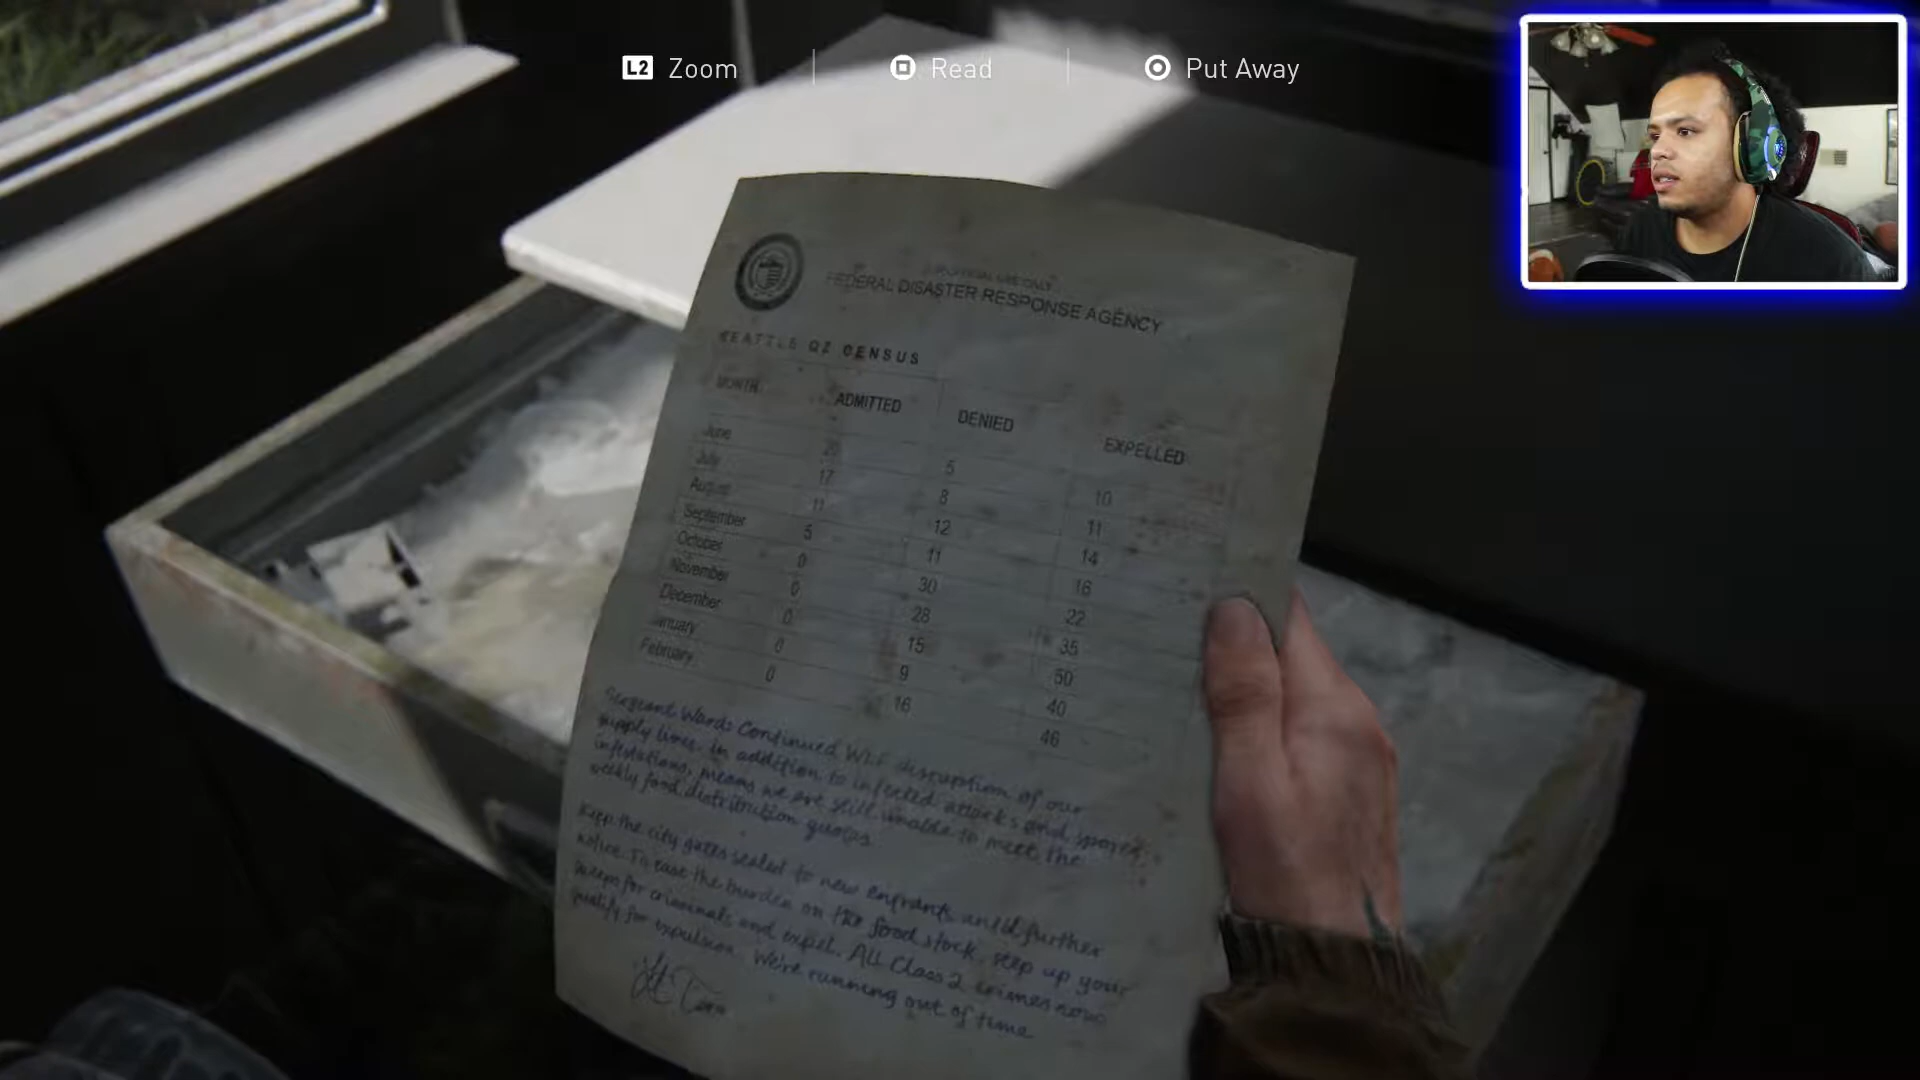 L2 Zoom Read Put Away
FOR OFFICIAL USE ONLY
FEDERAL DISASTER RESPONSE AGENCY
SEATTLE QZ CENSUS
MONTH ADMITTED DENIED EXPELLED
June 5 10
July 17 8 11
August 11 12 14
September 5 11 16
October 0 30 22
November 0 28 35
December 0 15 50
January 0 9 40
February 0 16 46
Sergeant Ward: Continued WLF disruption of our
supply lines, in addition to infected attacks and spores
infestations, means we are still unable to meet the
weekly food distribution quotas
Keep the city gates sealed to new entrants until further
notice. To ease the burden on the food stock, step up your
sweeps for criminals and expel. All Class 2 crimes now
qualify for expulsion. We're running out of time